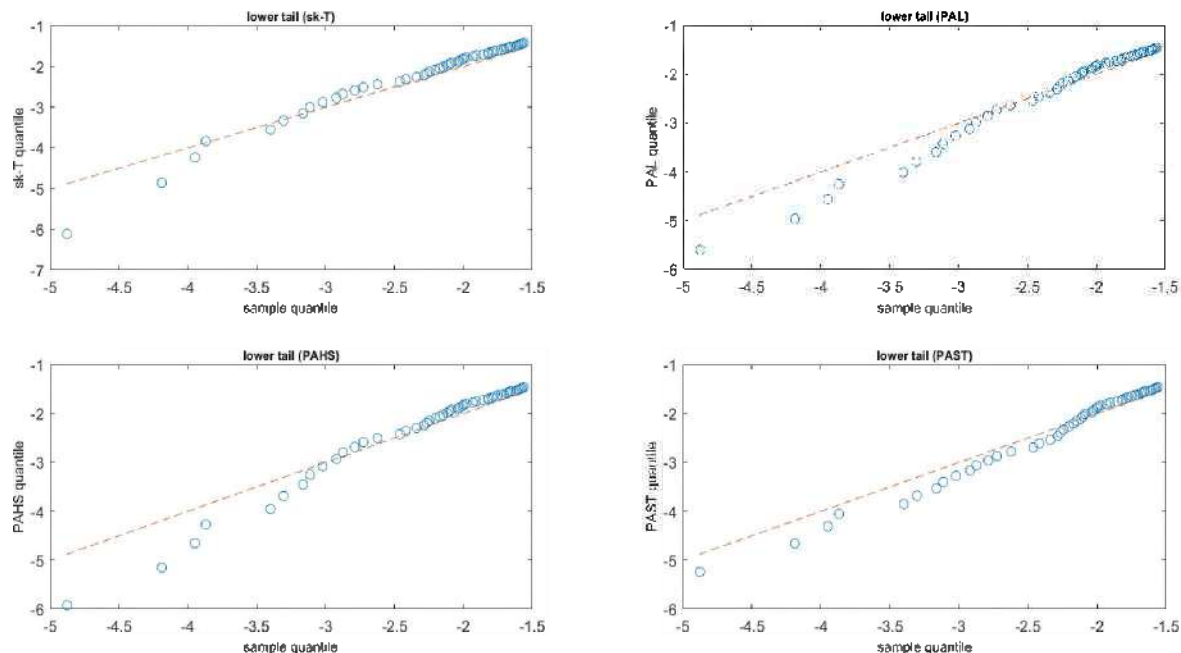 lower tail (sk-T)
-1
-2
-3
-4
-5
-6
-7
sk-T quantile
-5 -4.5 -4 -3.5 -3 -2.5 -2 -1.5
sample quantile
lower tail (PAL)
-1
-2
-3
-4
-5
-6
PAL quantile
-5 -4.5 -4 -3.5 -3 -2.5 -2 -1.5
sample quantile
lower tail (PAHS)
-1
-2
-3
-4
-5
-6
PAHS quantile
-5 -4.5 -4 -3.5 -3 -2.5 -2 -1.5
sample quantile
lower tail (PAST)
-1
-2
-3
-4
-5
-6
PAST quantile
-5 -4.5 -4 -3.5 -3 -2.5 -2 -1.5
sample quantile